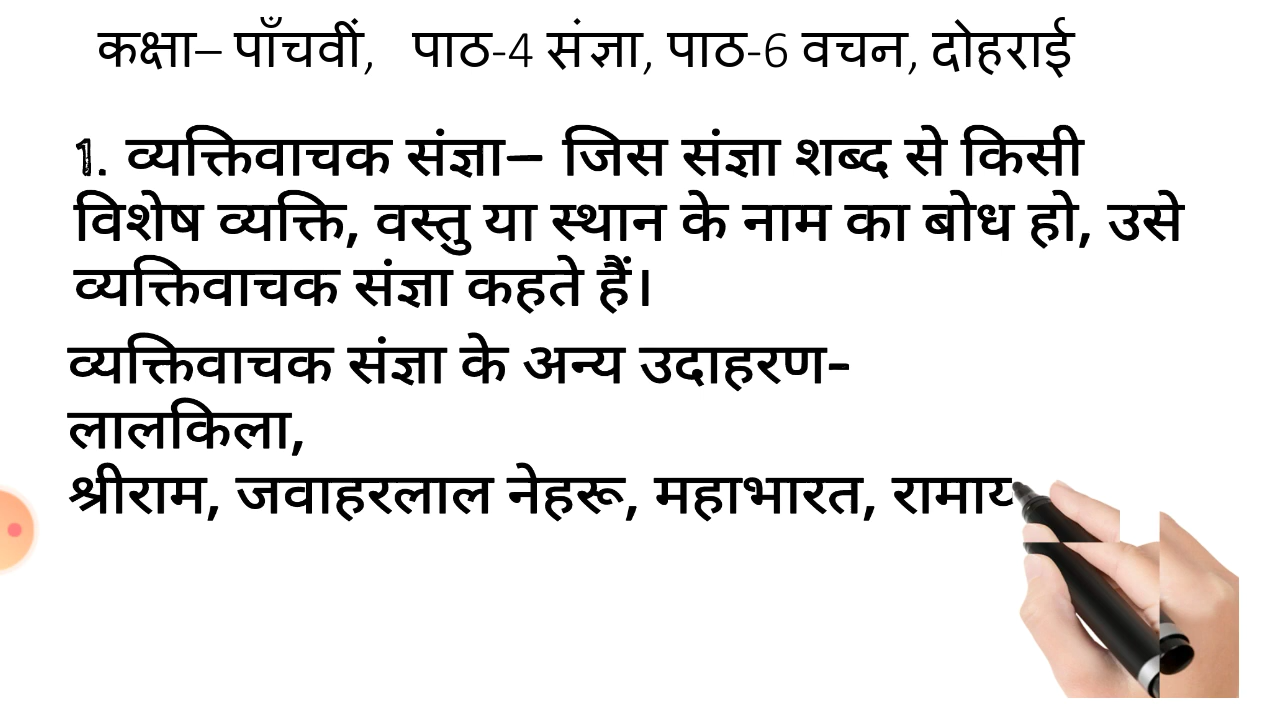 कक्षा– पाँचवीं, पाठ-4 संज्ञा, पाठ-6 वचन, दोहराई
1. व्यक्तिवाचक संज्ञा– जिस संज्ञा शब्द से किसी
विशेष व्यक्ति, वस्तु या स्थान के नाम का बोध हो, उसे
व्यक्तिवाचक संज्ञा कहते हैं।
व्यक्तिवाचक संज्ञा के अन्य उदाहरण-
लालकिला,
श्रीराम, जवाहरलाल नेहरू, महाभारत,